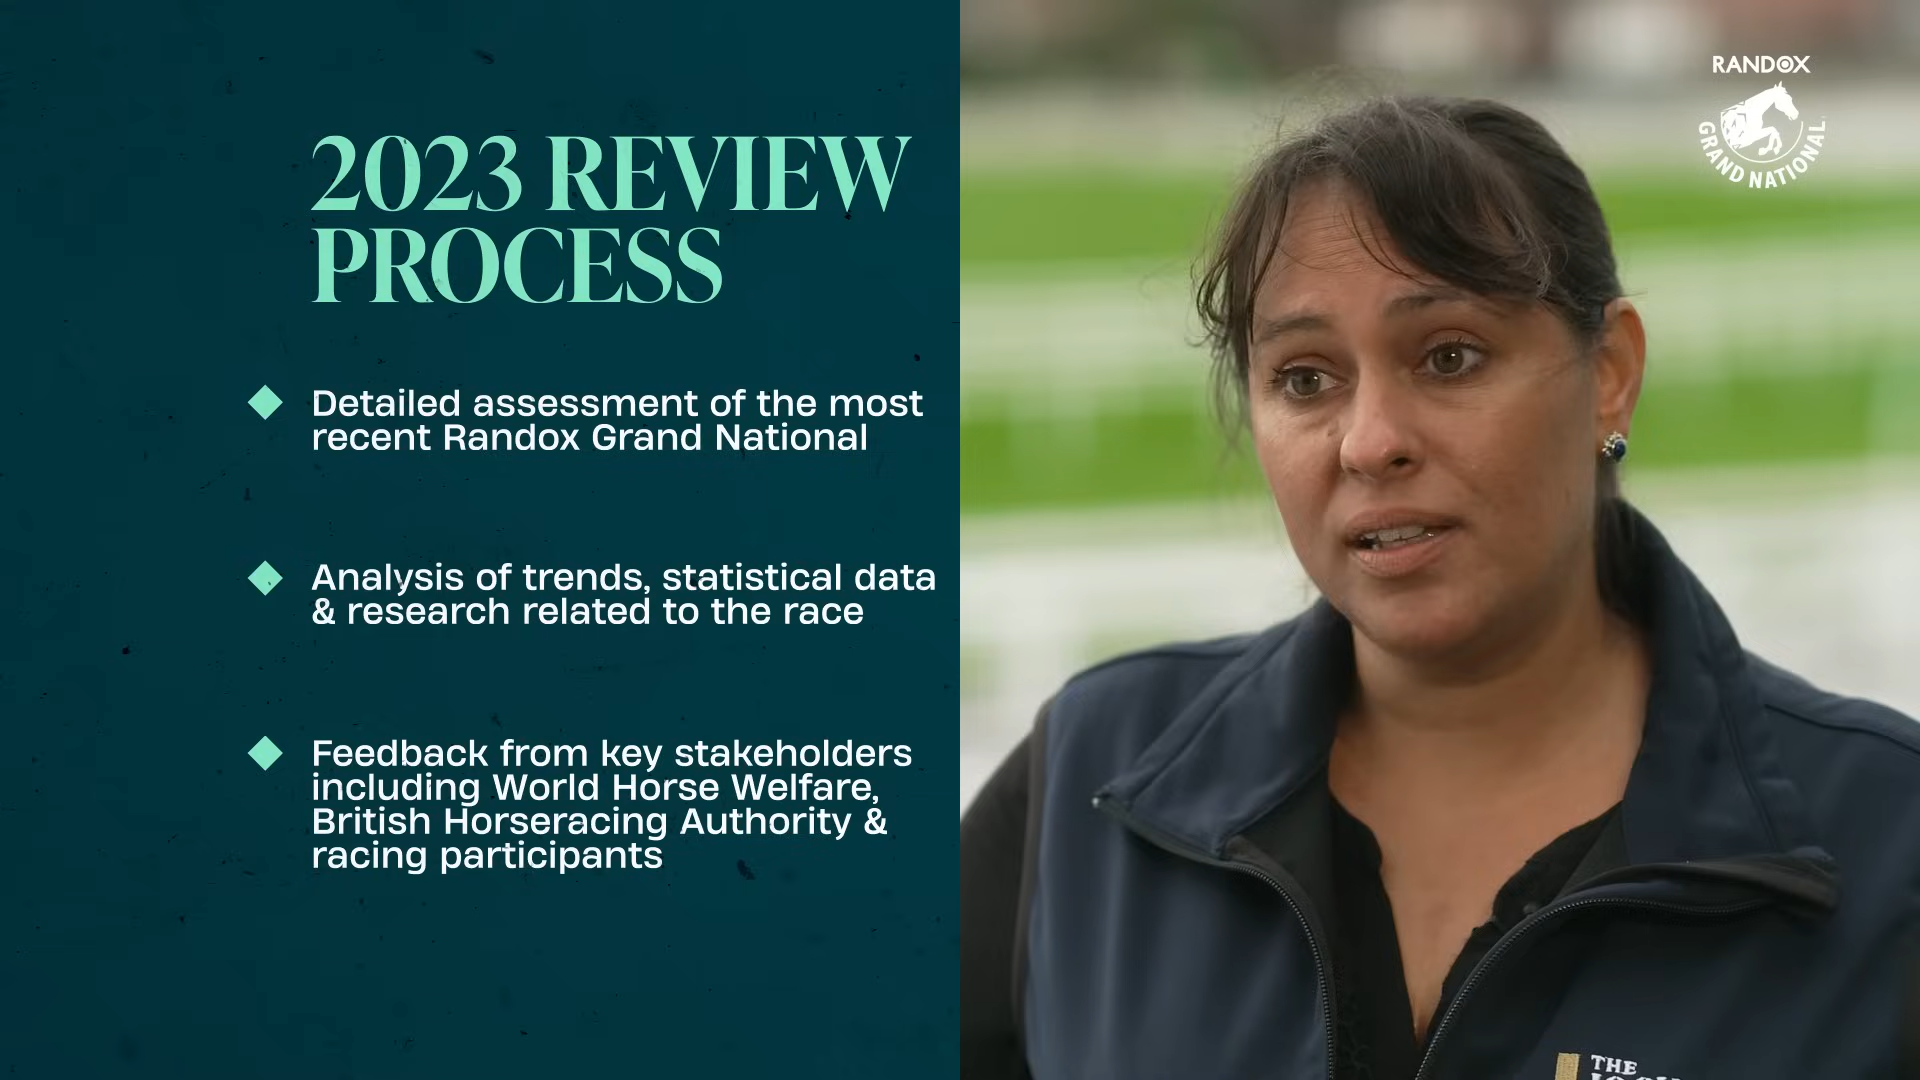 2023 REVIEW
PROCESS
Detailed assessment of the most
recent Randox Grand National
Analysis of trends, statistical data
& research related to the race
Feedback from key stakeholders
including World Horse Welfare,
British Horseracing Authority &
racing participants
RANDOX
GRAND NATIONAL
THE